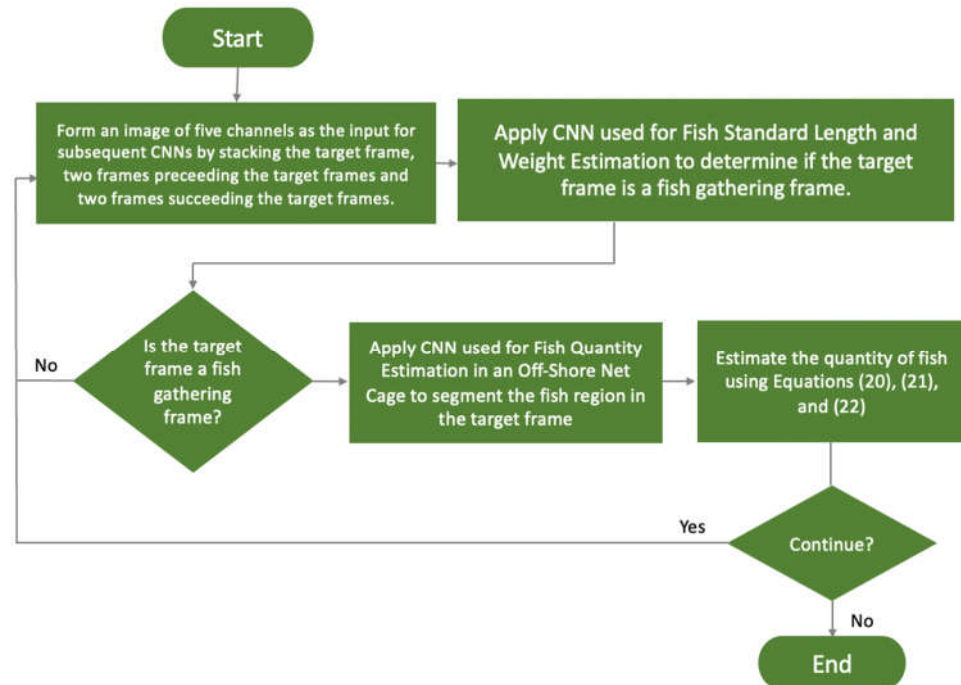 Start
Form an image of five channels as the input for
subsequent CNNs by stacking the target frame,
two frames preceeding the target frames and
two frames succeeding the target frames.
Apply CNN used for Fish Standard Length and
Weight Estimation to determine if the target
frame is a fish gathering frame.
Is the target
frame a fish
gathering
frame?
No
Apply CNN used for Fish Quantity
Estimation in an Off-Shore Net
Cage to segment the fish region in
the target frame
Estimate the quantity of fish
using Equations (20), (21),
and (22)
Yes
Continue?
No
End